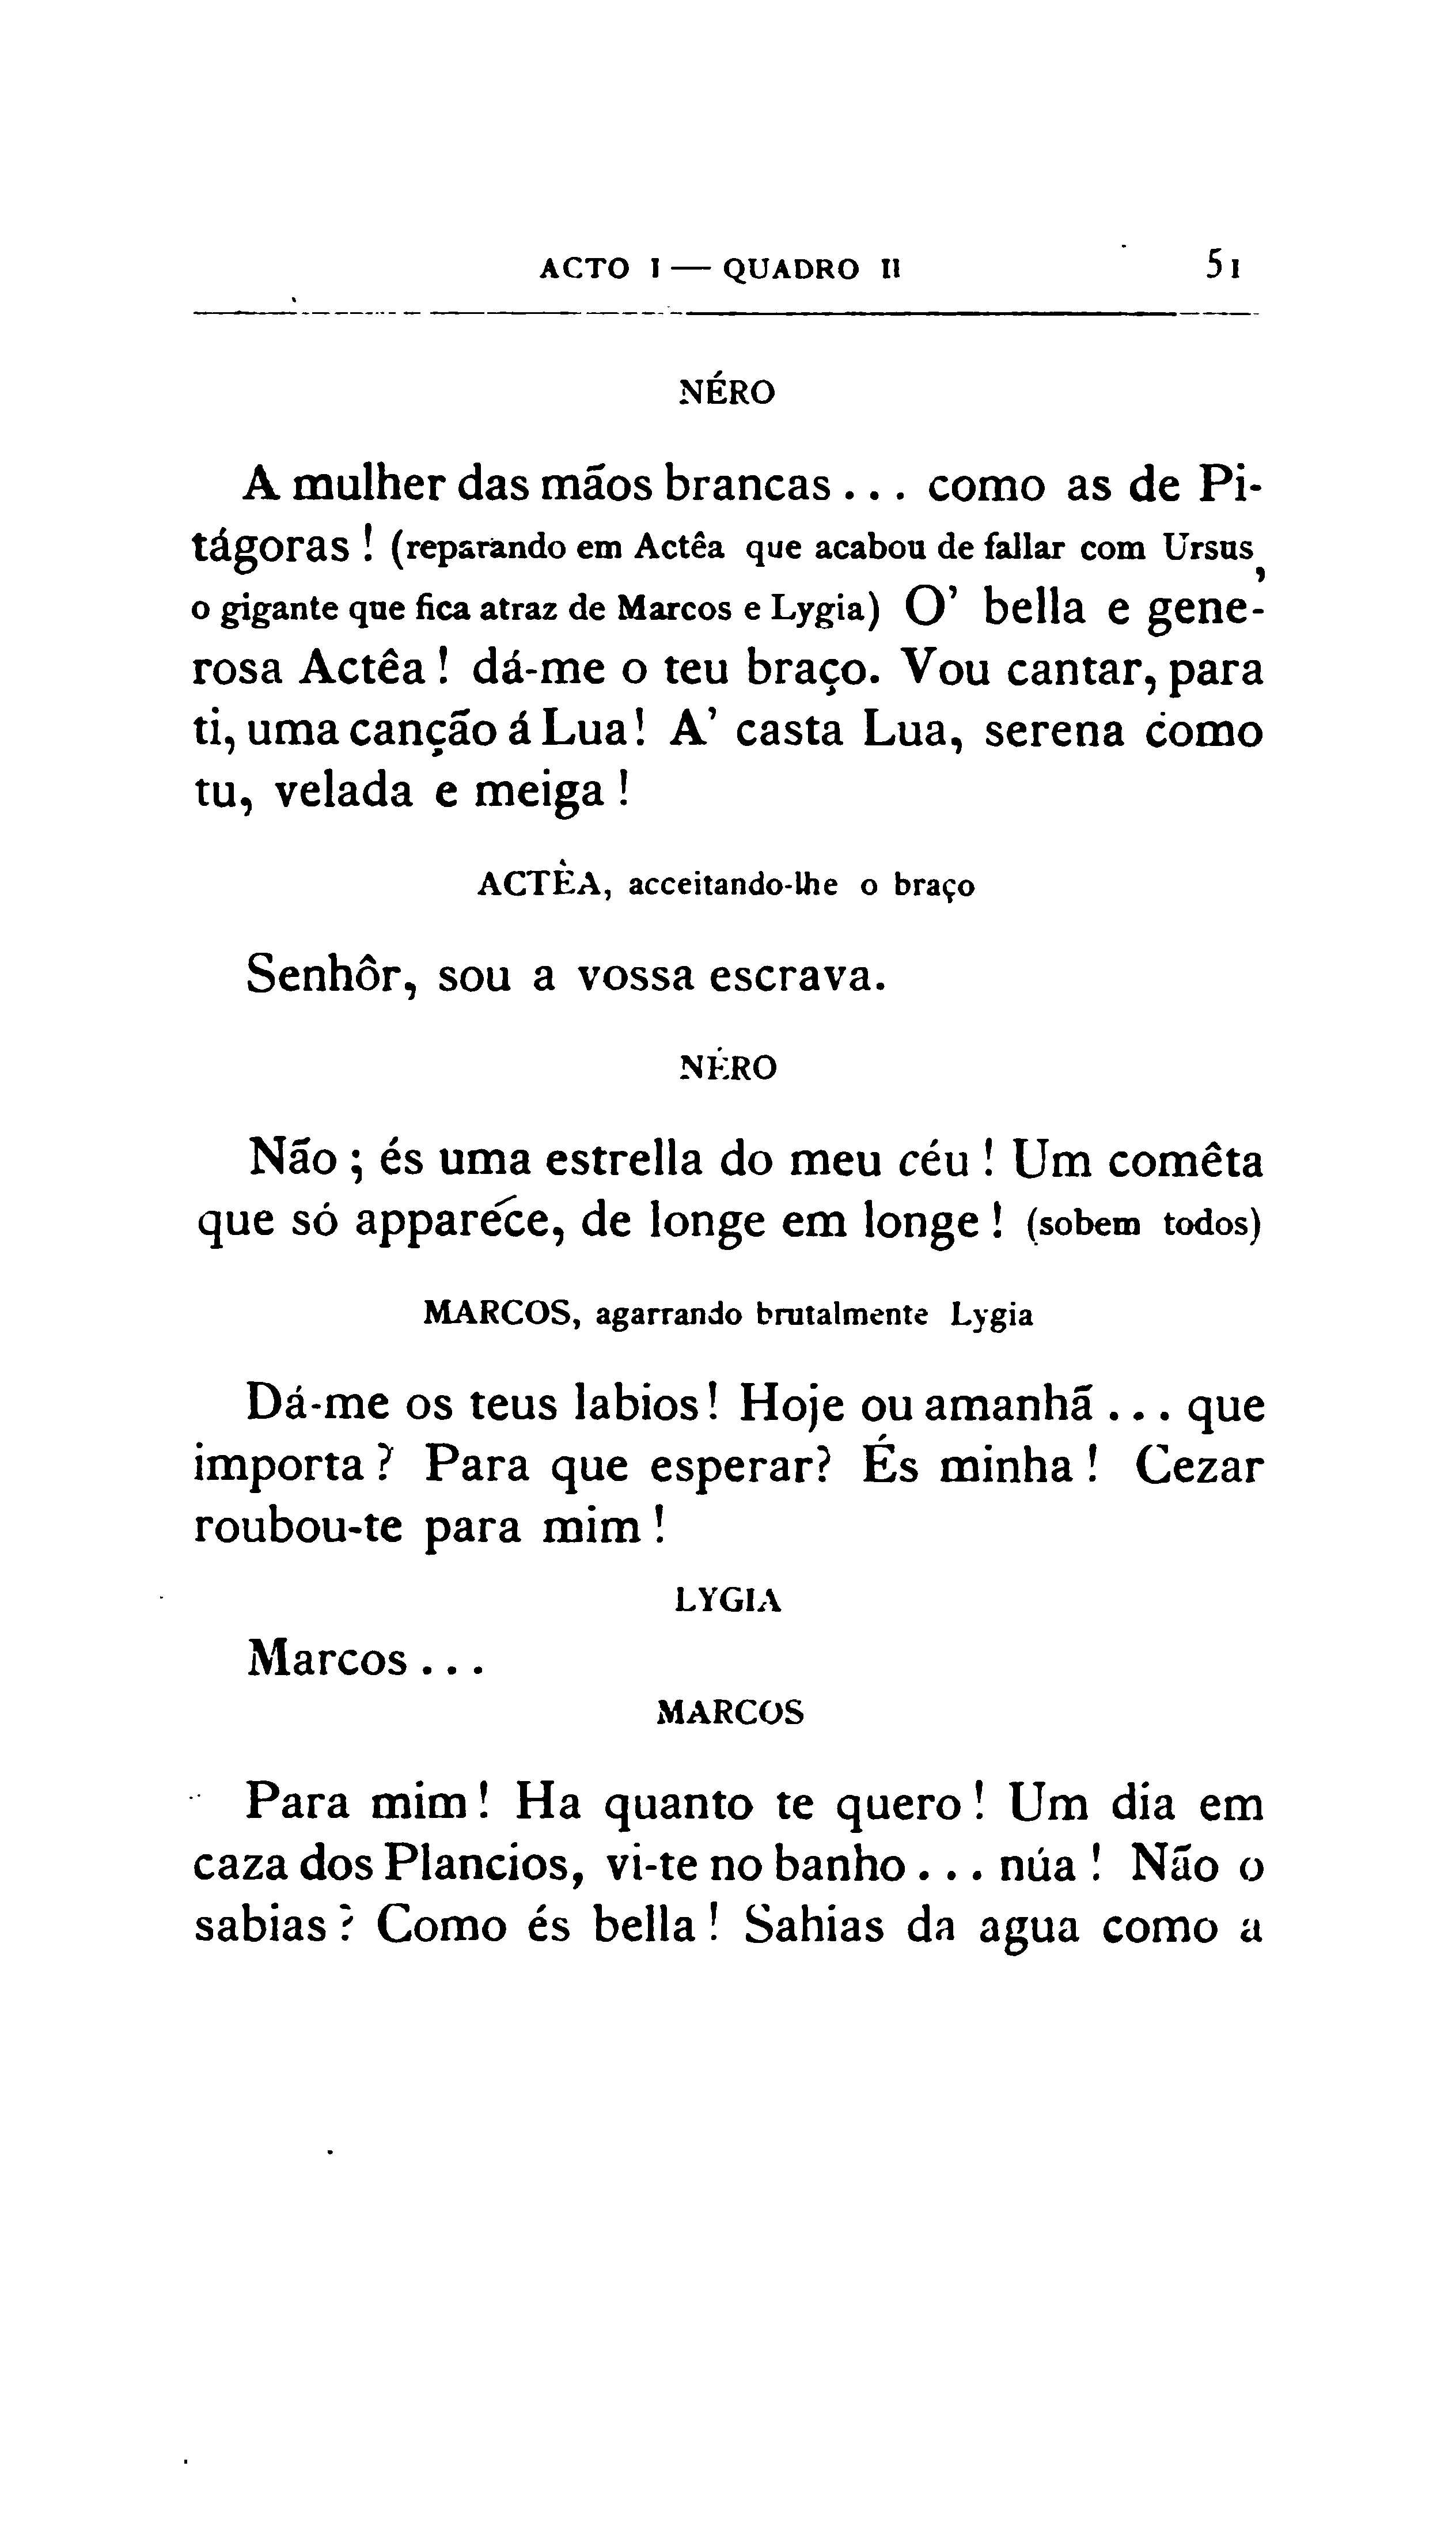 ACTO I — QUADRO II 51
NÉRO
A mulher das mãos brancas... como as de Pi-
tágoras! (reparando em Actêa que acabou de fallar com Ursus,
o gigante que fica atraz de Marcos e Lygia) O' bella e gene-
rosa Actêa! dá-me o teu braço. Vou cantar, para
ti, uma canção á Lua! A' casta Lua, serena como
tu, velada e meiga!
ACTÊA, acceitando-lhe o braço
Senhôr, sou a vossa escrava.
NÉRO
Não; és uma estrella do meu céu! Um comêta
que só apparéce, de longe em longe! (sobem todos)
MARCOS, agarrando brutalmente Lygia
Dá-me os teus labios! Hoje ou amanhã... que
importa? Para que esperar? És minha! Cezar
roubou-te para mim!
LYGIA
Marcos...
MARCOS
Para mim! Ha quanto te quero! Um dia em
caza dos Plancios, vi-te no banho... núa! Não o
sabias? Como és bella! Sahias da agua como a